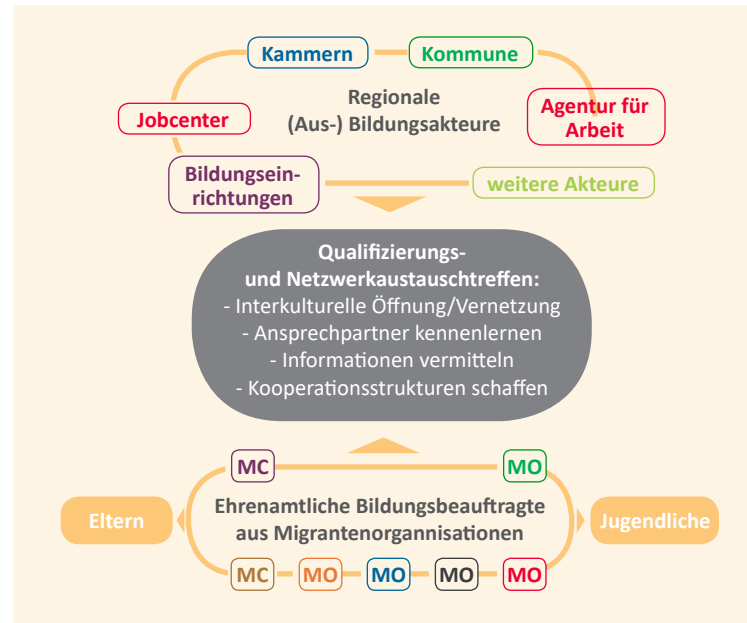 Kammern
Kommune
Regionale
(Aus-) Bildungsakteure
Jobcenter
Agentur für
Arbeit
Bildungsein-
richtungen
weitere Akteure
Qualifizierungs-
und Netzwerkaustauschtreffen:
- Interkulturelle Öffnung/Vernetzung
- Ansprechpartner kennenlernen
- Informationen vermitteln
- Kooperationsstrukturen schaffen
MC
MO
Eltern
Ehrenamtliche Bildungsbeauftragte
aus Migrantenorgannisationen
Jugendliche
MC
MO
MO
MO
MO